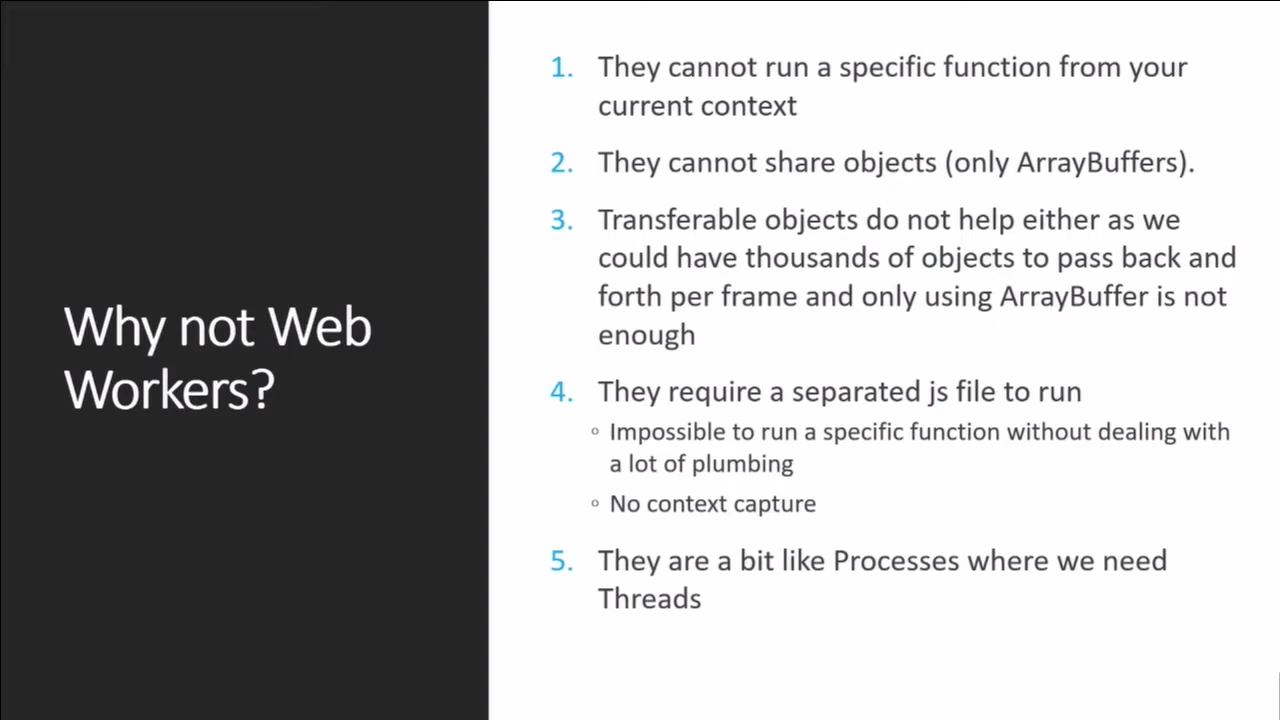 Why not Web
Workers?
1. They cannot run a specific function from your
current context
2. They cannot share objects (only ArrayBuffers).
3. Transferable objects do not help either as we
could have thousands of objects to pass back and
forth per frame and only using ArrayBuffer is not
enough
4. They require a separated js file to run
◦ Impossible to run a specific function without dealing with
a lot of plumbing
◦ No context capture
5. They are a bit like Processes where we need
Threads